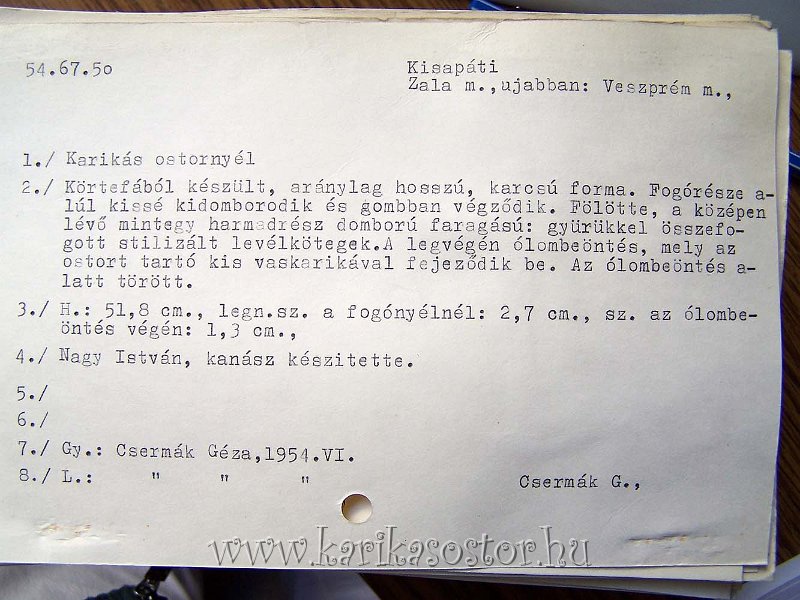 54.67.5o
Kisapáti
Zala m.,ujabban: Veszprém m.,
1./ Karikás ostornyél
2./ Körtefából készült, aránylag hosszú, karcsú forma. Fogórésze a-
lúl kissé kidomborodik és gombban végződik. Fölötte, a középen
lévő mintegy harmadrész domború faragású: gyürükkel összefo-
gott stilizált levélkötegek.A legvégén ólombeöntés, mely az
ostort tartó kis vaskarikával fejeződik be. Az ólombeöntés a-
latt törött.
3./ H.: 51,8 cm., legn.sz. a fogónyélnél: 2,7 cm., sz. az ólombe-
öntés végén: 1,3 cm.,
4./ Nagy István, kanász készitette.
5./
6./
7./ Gy.: Csermák Géza,1954.VI.
8./ L.: " " " Csermák G.,
www.karikasostor.hu